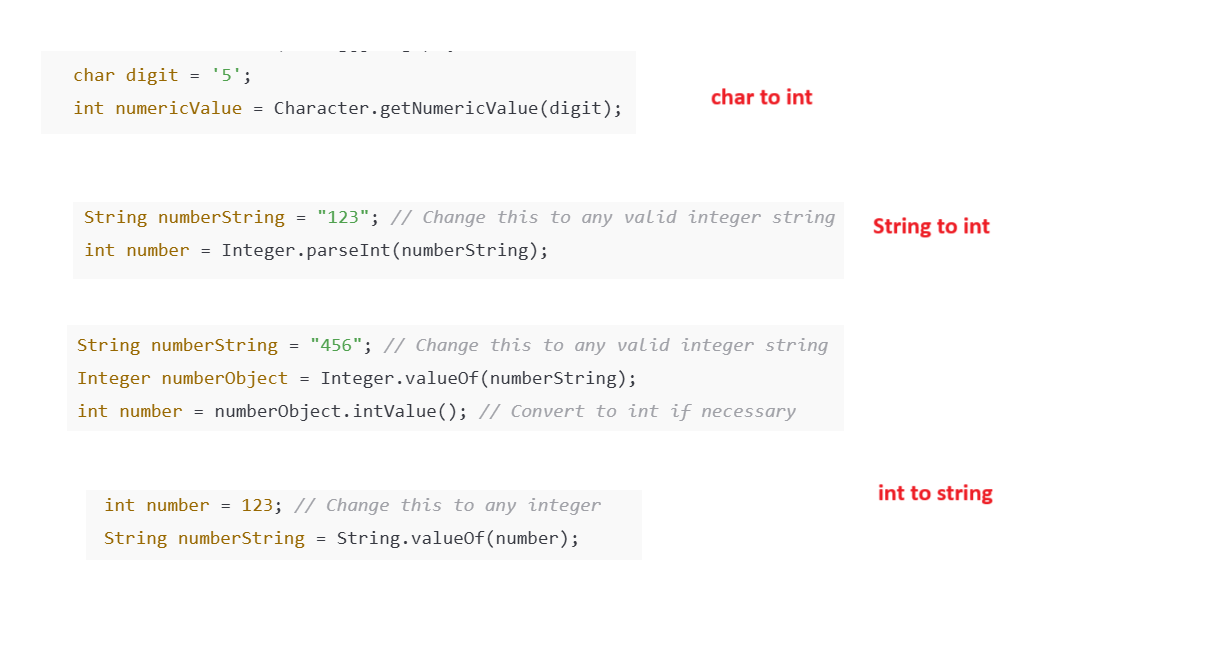 char digit = '5';
int numericValue = Character.getNumericValue(digit);
char to int
String numberString = "123"; // Change this to any valid integer string
int number = Integer.parseInt(numberString);
String to int
String numberString = "456"; // Change this to any valid integer string
Integer numberObject = Integer.valueOf(numberString);
int number = numberObject.intValue(); // Convert to int if necessary
int to string
int number = 123; // Change this to any integer
String numberString = String.valueOf(number);